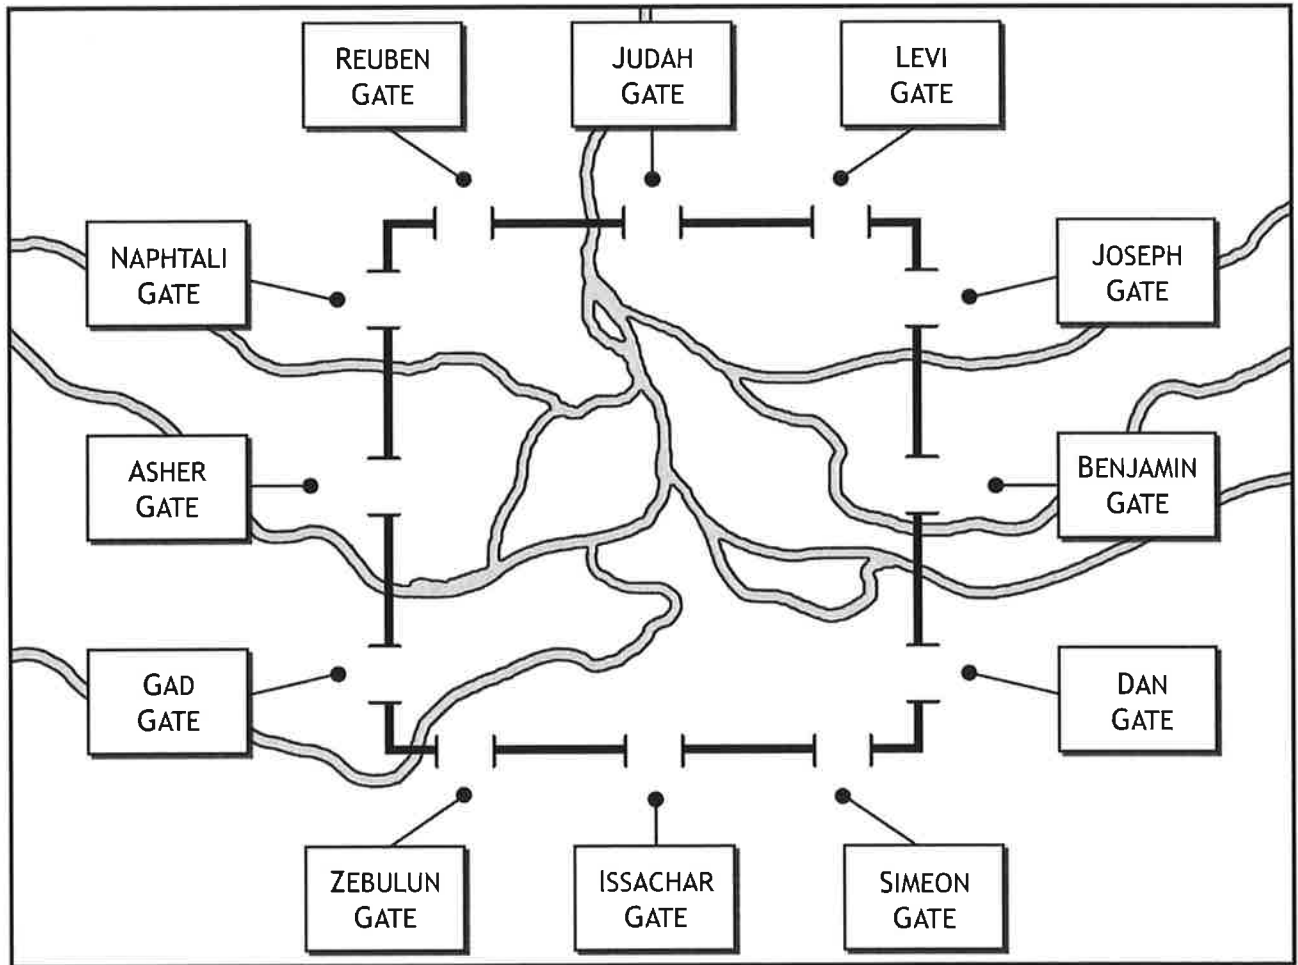 REUBEN
GATE
JUDAH
GATE
LEVI
GATE
NAPHTALI
GATE
JOSEPH
GATE
ASHER
GATE
BENJAMIN
GATE
GAD
GATE
DAN
GATE
ZEBULUN
GATE
ISSACHAR
GATE
SIMEON
GATE